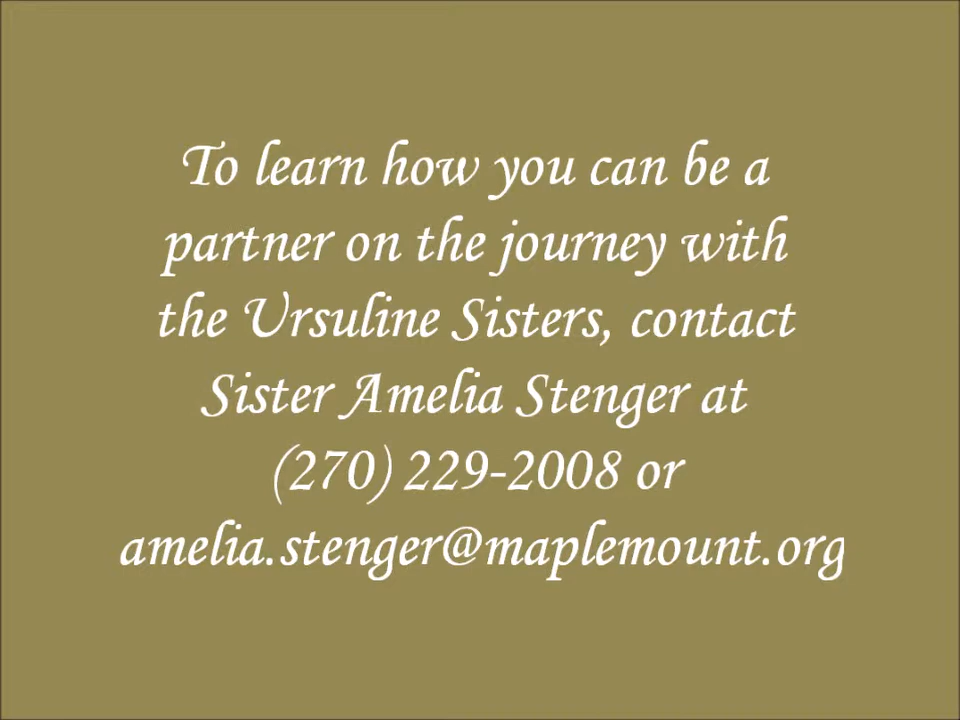 To learn how you can be a
partner on the journey with
the Ursuline Sisters, contact
Sister Amelia Stenger at
(270) 229-2008 or
amelia.stenger@maplemount.org